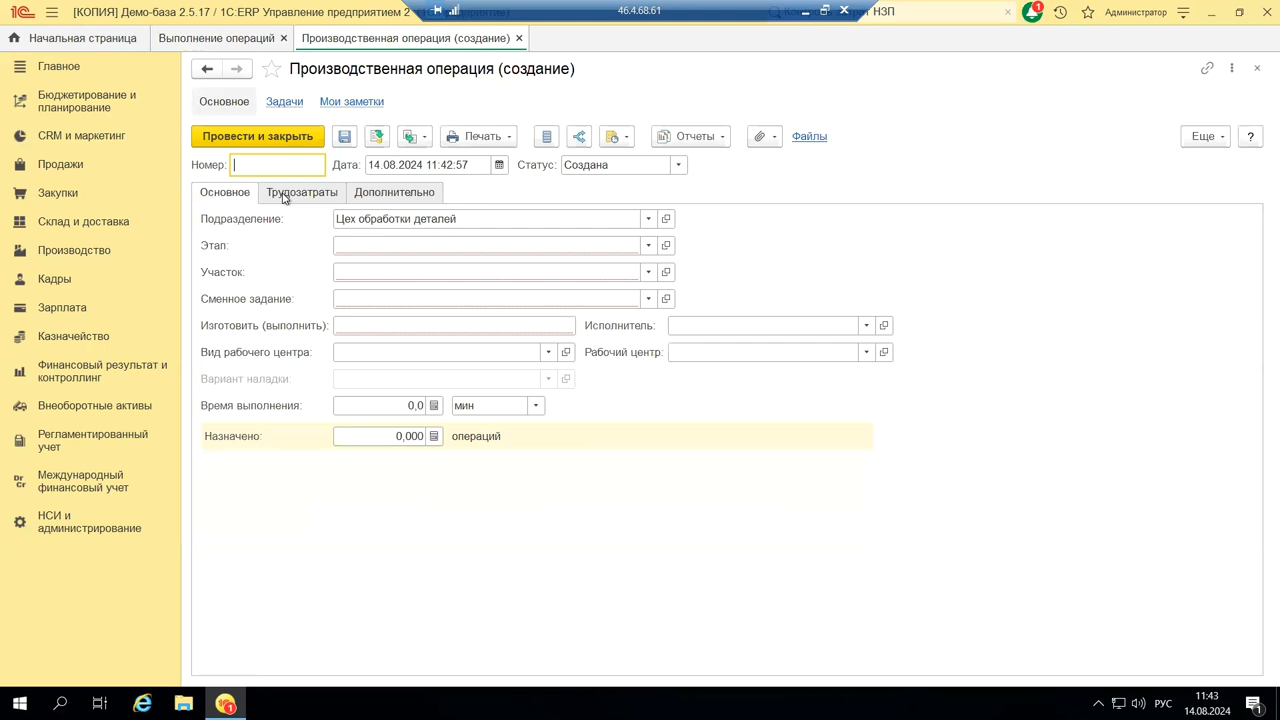 [КОПИЯ] Демо-база 2.5.17 / 1С:ERP Управление предприятием 2
46.4.68.61
НЗП
1
Администратор
Начальная страница
Выполнение операций
Производственная операция (создание)
Главное
Бюджетирование и
планирование
CRM и маркетинг
Продажи
Закупки
Склад и доставка
Производство
Кадры
Зарплата
Казначейство
Финансовый результат и
контроллинг
Внеоборотные активы
Регламентированный
учет
Международный
финансовый учет
НСИ и
администрирование
Производственная операция (создание)
Основное Задачи Мои заметки
Провести и закрыть Печать Отчеты Файлы Еще ?
Номер: Дата: 14.08.2024 11:42:57 Статус: Создана
Основное Трудозатраты Дополнительно
Подразделение: Цех обработки деталей
Этап:
Участок:
Сменное задание:
Изготовить (выполнить): Исполнитель:
Вид рабочего центра: Рабочий центр:
Вариант наладки:
Время выполнения: 0,0 мин
Назначено: 0,000 операций
РУС
11:43
14.08.2024
1